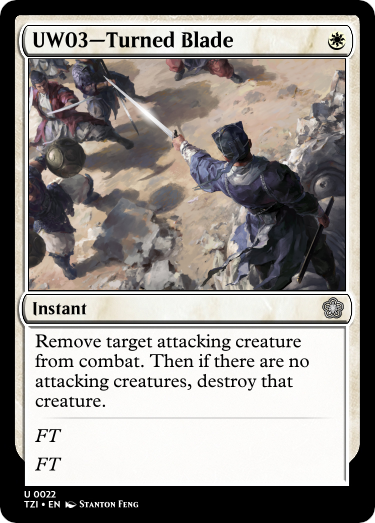 UW03—Turned Blade
Instant
Remove target attacking creature
from combat. Then if there are no
attacking creatures, destroy that
creature.
FT
FT
U 0022
TZI • EN Stanton Feng